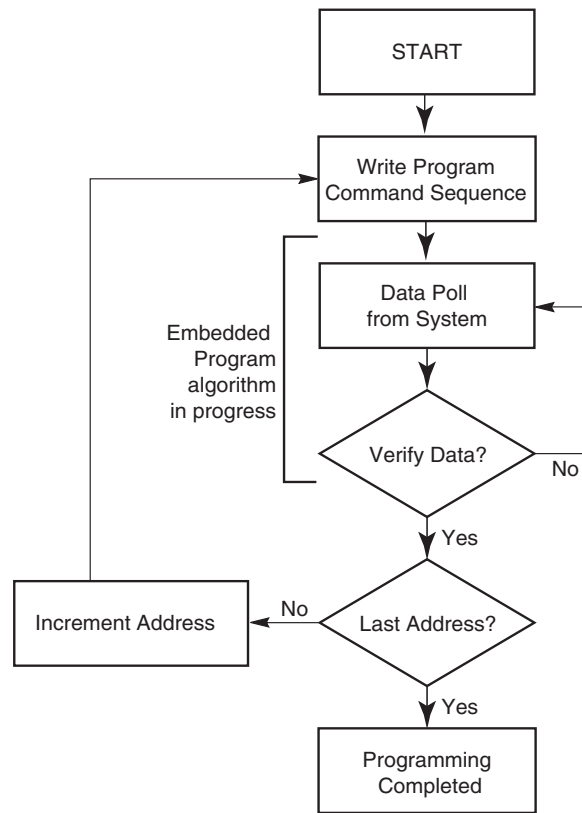 START
Write Program
Command Sequence
Data Poll
from System
Embedded
Program
algorithm
in progress
Verify Data?
No
Yes
Last Address?
No
Increment Address
Yes
Programming
Completed